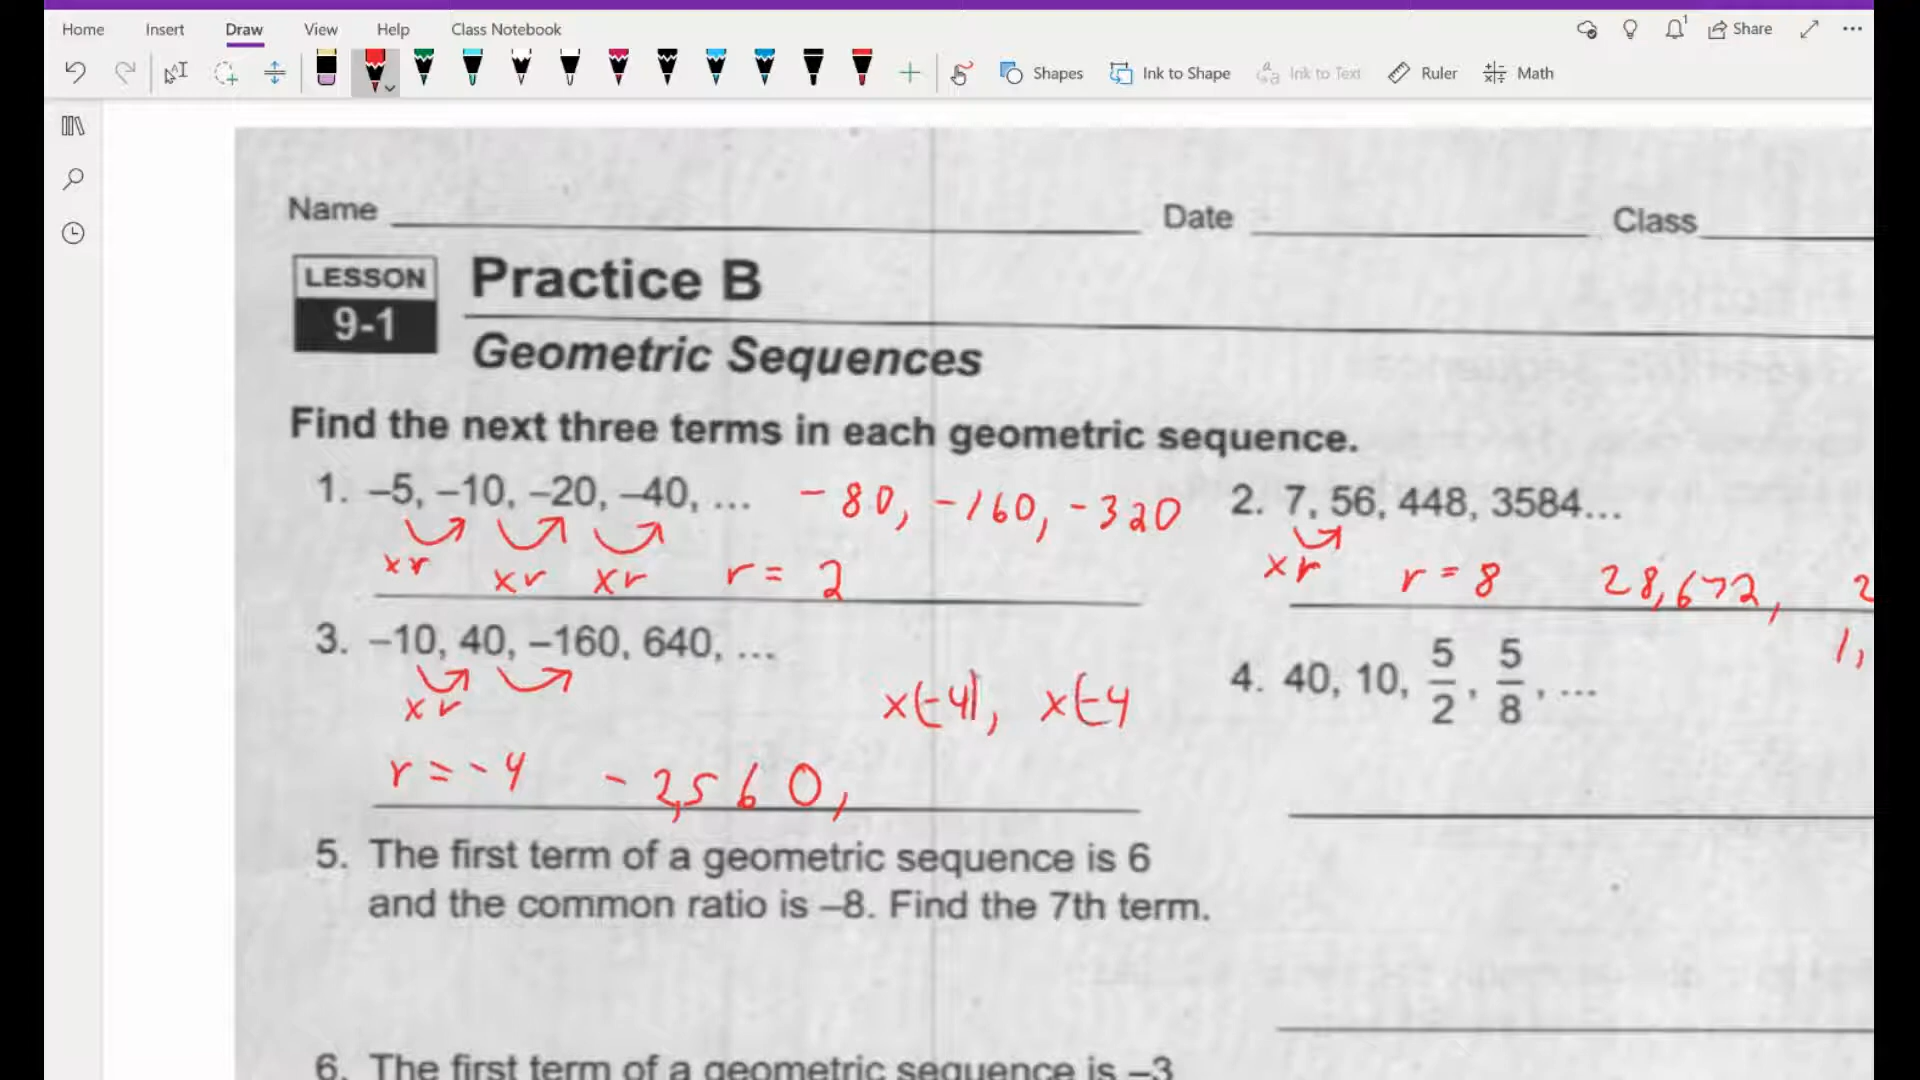 Home Insert Draw View Help Class Notebook 1 Share
Shapes Ink to Shape Ink to Text Ruler Math
Name Date Class
LESSON
9-1
Practice B
Geometric Sequences
Find the next three terms in each geometric sequence.
1. –5, –10, –20, –40, ... -80, -160, -320
xr xr xr r = 2
2. 7, 56, 448, 3584...
xr r = 8 28,672, 2
1,
3. –10, 40, –160, 640, ...
xr x(-4), x(-4
r = -4 -2,560,
4. 40, 10, 5/2, 5/8, ...
5. The first term of a geometric sequence is 6
and the common ratio is –8. Find the 7th term.
6. The first term of a geometric sequence is –3